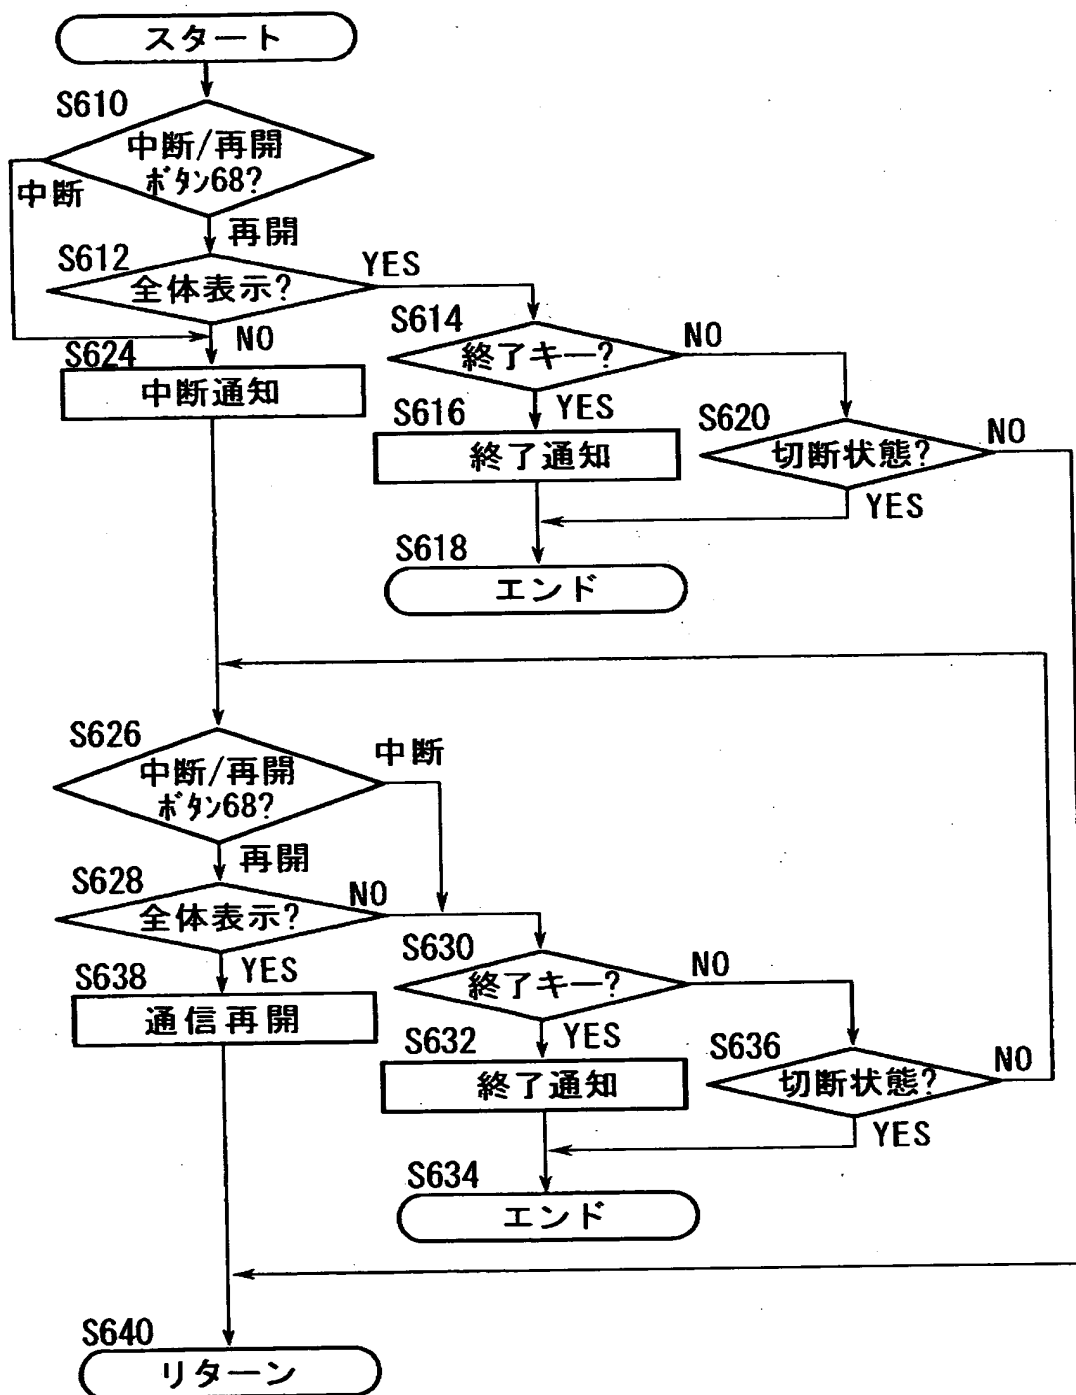 スタート
S610
中断/再開
ボタン68?
中断
再開
S612
全体表示?
YES
NO
S614
終了キー?
NO
S624
中断通知
YES
S616
終了通知
S620
切断状態?
NO
YES
S618
エンド
S626
中断/再開
ボタン68?
中断
再開
S628
全体表示?
NO
YES
S630
終了キー?
NO
S638
通信再開
YES
S632
終了通知
S636
切断状態?
NO
YES
S634
エンド
S640
リターン